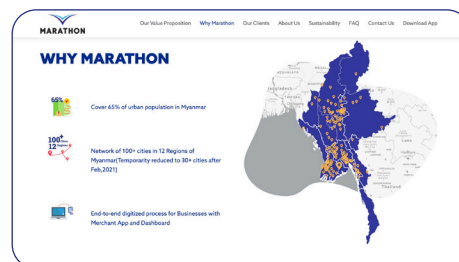 MARATHON
Our Value Proposition Why Marathon Our Clients About Us Sustainability FAQ Contact Us Download App
WHY MARATHON
65%
Cover 65% of urban population in Myanmar
100+
12 Regions
Network of 100+ cities in 12 Regions of
Myanmar(Temporarity reduced to 30+ cities after
Feb,2021)
End-to-end digitized process for Businesses with
Merchant App and Dashboard
Laos
Thailand